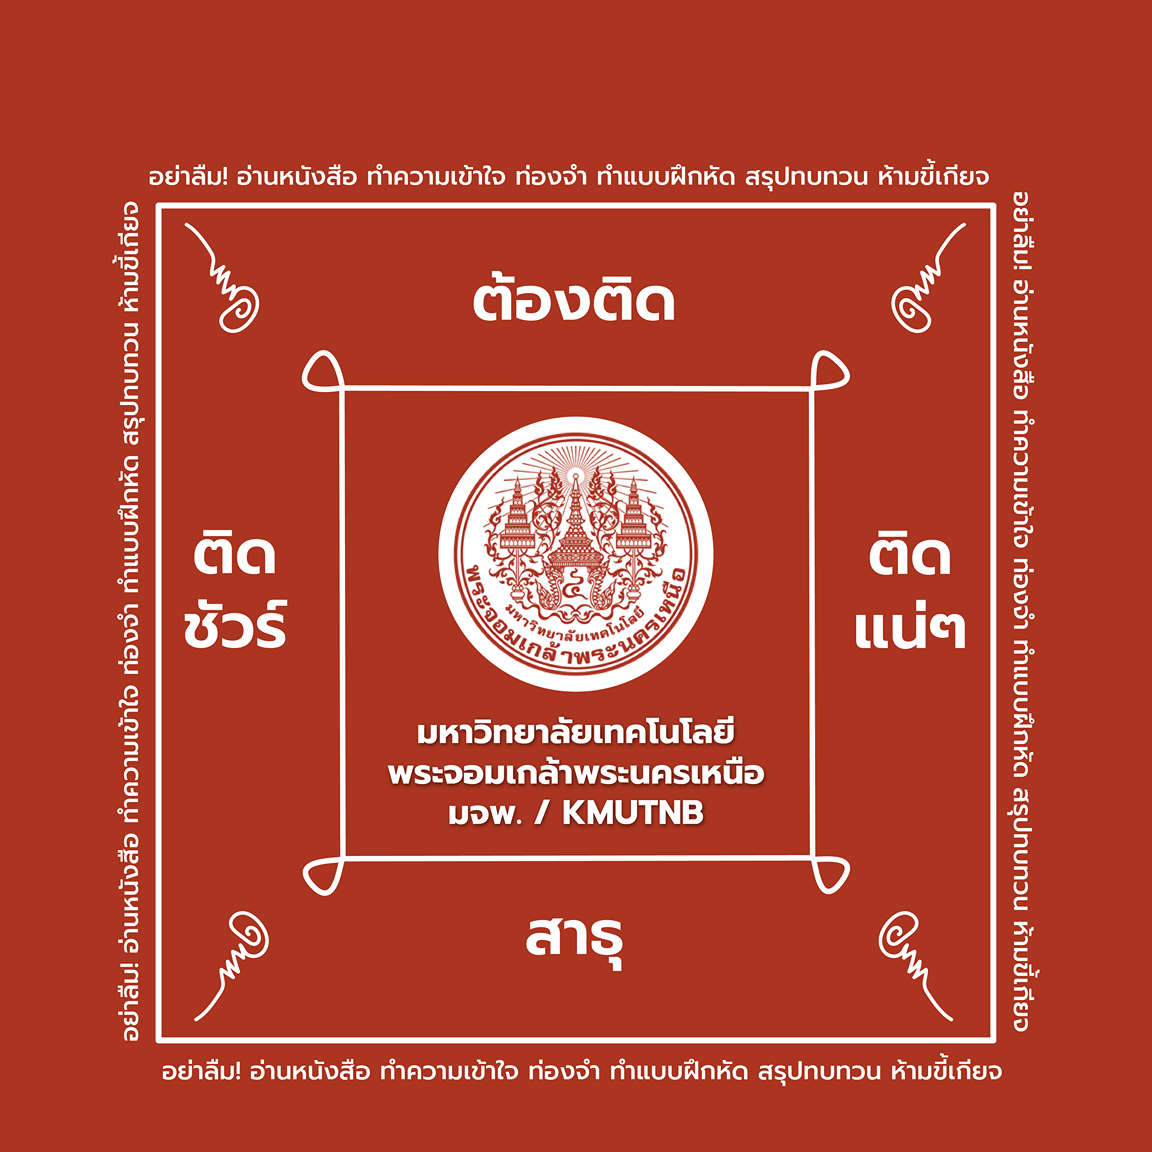 อย่าลืม! อ่านหนังสือ ทำความเข้าใจ ท่องจำ ทำแบบฝึกหัด สรุปทบทวน ห้ามขี้เกียจ
อย่าลืม! อ่านหนังสือ ทำความเข้าใจ ท่องจำ ทำแบบฝึกหัด สรุปทบทวน ห้ามขี้เกียจ
อย่าลืม! อ่านหนังสือ ทำความเข้าใจ ท่องจำ ทำแบบฝึกหัด สรุปทบทวน ห้ามขี้เกียจ
ต้องติด
ติด
ชัวร์
ติด
แน่ๆ
มหาวิทยาลัยเทคโนโลยี
พระจอมเกล้าพระนครเหนือ
มหาวิทยาลัยเทคโนโลยี
พระจอมเกล้าพระนครเหนือ
มจพ. / KMUTNB
สาธุ
อย่าลืม! อ่านหนังสือ ทำความเข้าใจ ท่องจำ ทำแบบฝึกหัด สรุปทบทวน ห้ามขี้เกียจ